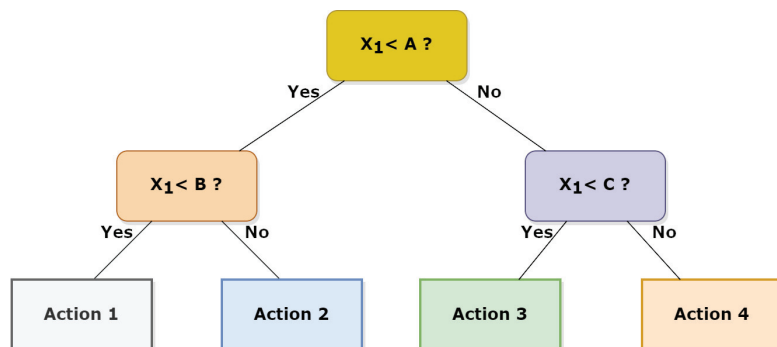 X1< A ?
Yes
No
X1< B ?
X1< C ?
Yes
No
Yes
No
Action 1
Action 2
Action 3
Action 4